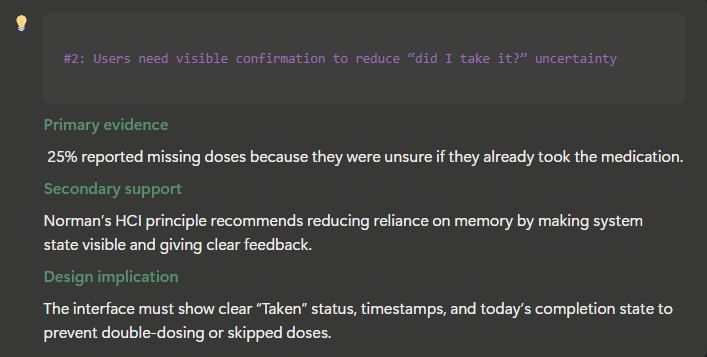 #2: Users need visible confirmation to reduce “did I take it?” uncertainty
Primary evidence
25% reported missing doses because they were unsure if they already took the medication.
Secondary support
Norman’s HCI principle recommends reducing reliance on memory by making system
state visible and giving clear feedback.
Design implication
The interface must show clear “Taken” status, timestamps, and today’s completion state to
prevent double-dosing or skipped doses.